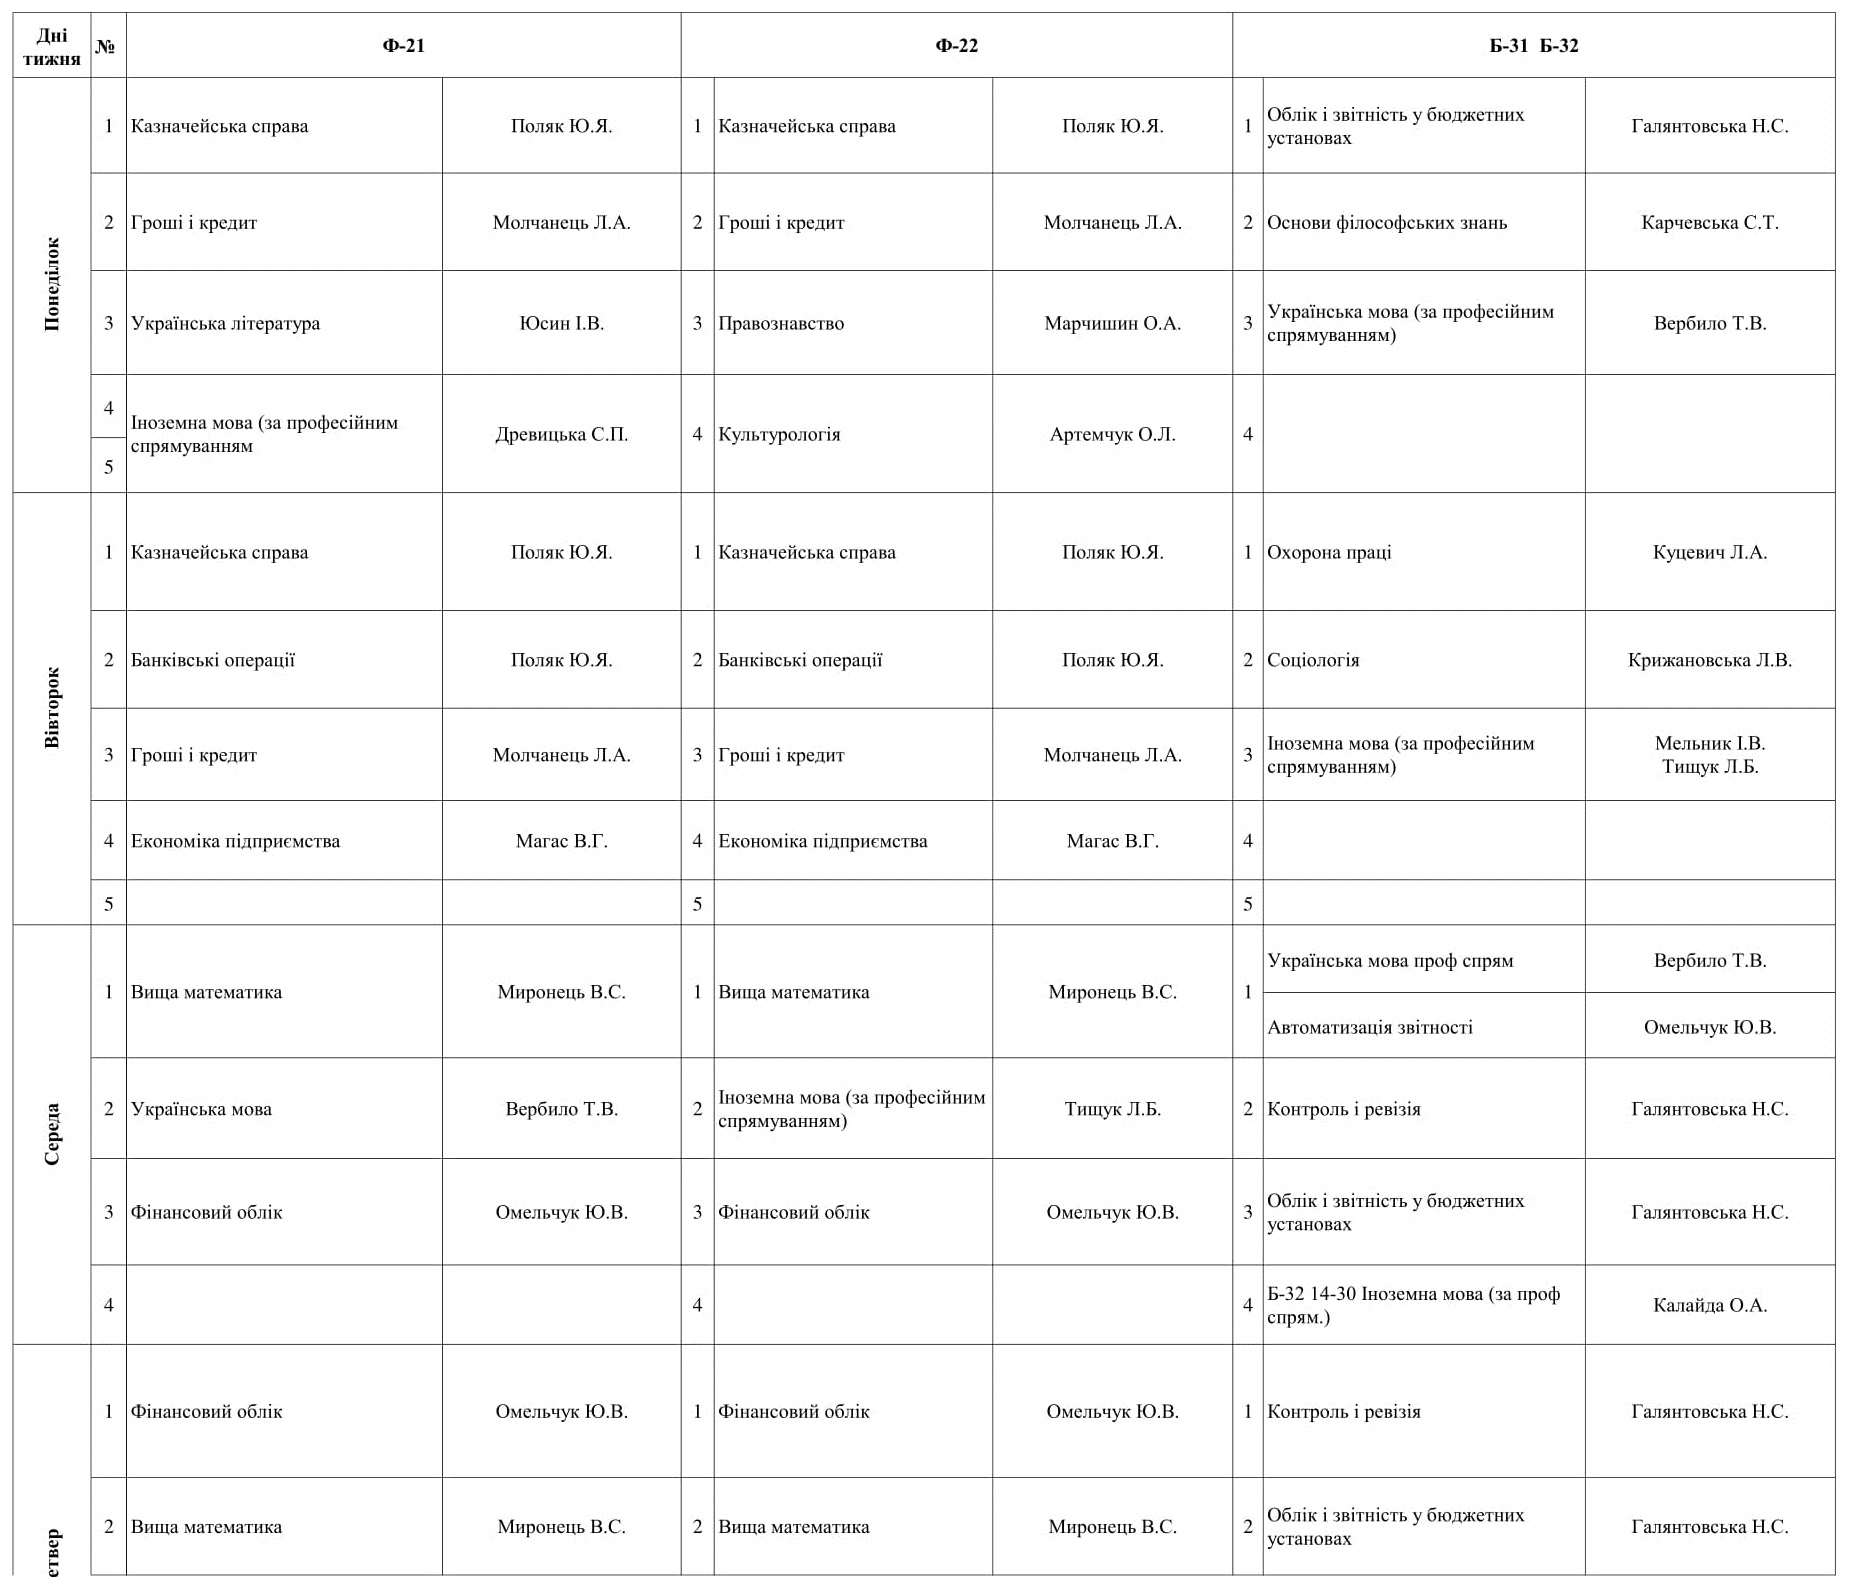 Дні
тижня
№
Ф-21
Ф-22
Б-31 Б-32
Понеділок
1 Казначейська справа Поляк Ю.Я. 1 Казначейська справа Поляк Ю.Я. 1 Облік і звітність у бюджетних
установах Галянтовська Н.С.
2 Гроші і кредит Молчанець Л.А. 2 Гроші і кредит Молчанець Л.А. 2 Основи філософських знань Карчевська С.Т.
3 Українська література Юсин І.В. 3 Правознавство Марчишин О.А. 3 Українська мова (за професійним
спрямуванням) Вербило Т.В.
4
5
Іноземна мова (за професійним
спрямуванням Древицька С.П. 4 Культурологія Артемчук О.Л. 4
Вівторок
1 Казначейська справа Поляк Ю.Я. 1 Казначейська справа Поляк Ю.Я. 1 Охорона праці Куцевич Л.А.
2 Банківські операції Поляк Ю.Я. 2 Банківські операції Поляк Ю.Я. 2 Соціологія Крижановська Л.В.
3 Гроші і кредит Молчанець Л.А. 3 Гроші і кредит Молчанець Л.А. 3 Іноземна мова (за професійним
спрямуванням) Мельник І.В.
Тищук Л.Б.
4 Економіка підприємства Магас В.Г. 4 Економіка підприємства Магас В.Г. 4
5 5 5
Середа
1 Вища математика Миронець В.С. 1 Вища математика Миронець В.С. 1 Українська мова проф спрям Вербило Т.В.
Автоматизація звітності Омельчук Ю.В.
2 Українська мова Вербило Т.В. 2 Іноземна мова (за професійним
спрямуванням) Тищук Л.Б. 2 Контроль і ревізія Галянтовська Н.С.
3 Фінансовий облік Омельчук Ю.В. 3 Фінансовий облік Омельчук Ю.В. 3 Облік і звітність у бюджетних
установах Галянтовська Н.С.
4 4 4 Б-32 14-30 Іноземна мова (за проф
спрям.) Калайда О.А.
етвер
1 Фінансовий облік Омельчук Ю.В. 1 Фінансовий облік Омельчук Ю.В. 1 Контроль і ревізія Галянтовська Н.С.
2 Вища математика Миронець В.С. 2 Вища математика Миронець В.С. 2 Облік і звітність у бюджетних
установах Галянтовська Н.С.